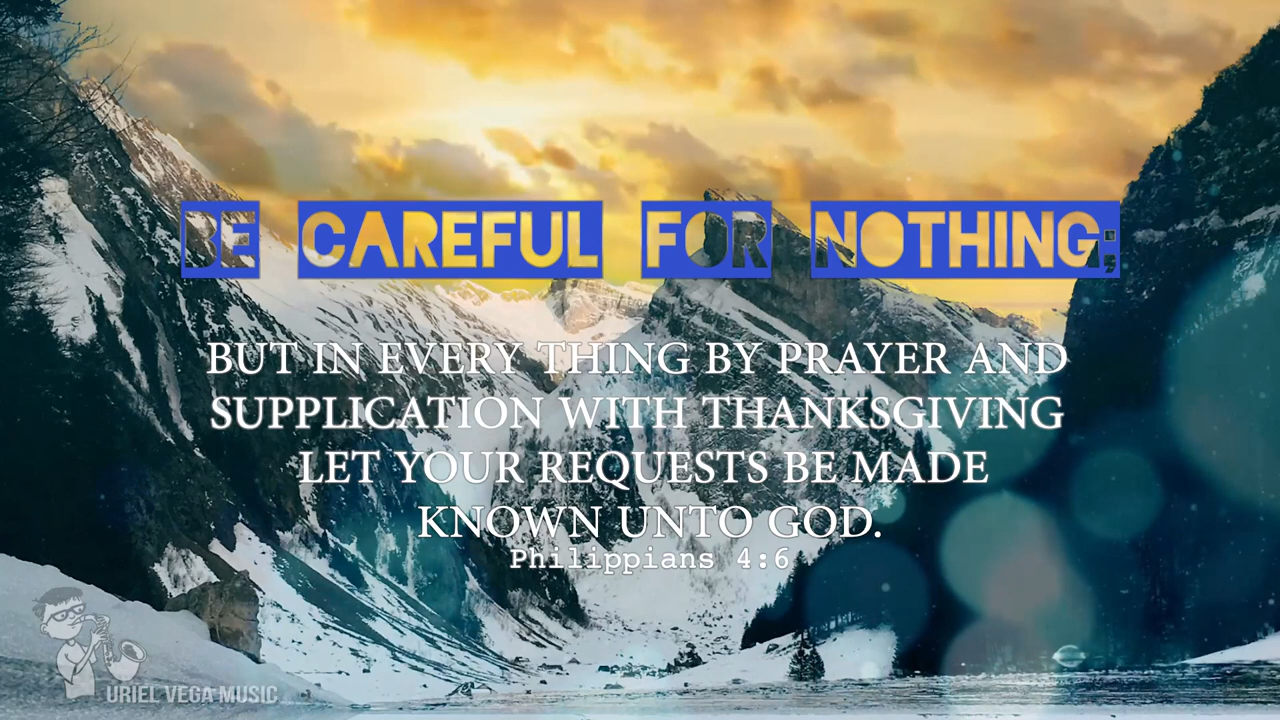 BE CAREFUL FOR NOTHING;
BUT IN EVERY THING BY PRAYER AND
SUPPLICATION WITH THANKSGIVING
LET YOUR REQUESTS BE MADE
KNOWN UNTO GOD.
Philippians 4:6
URIEL VEGA MUSIC